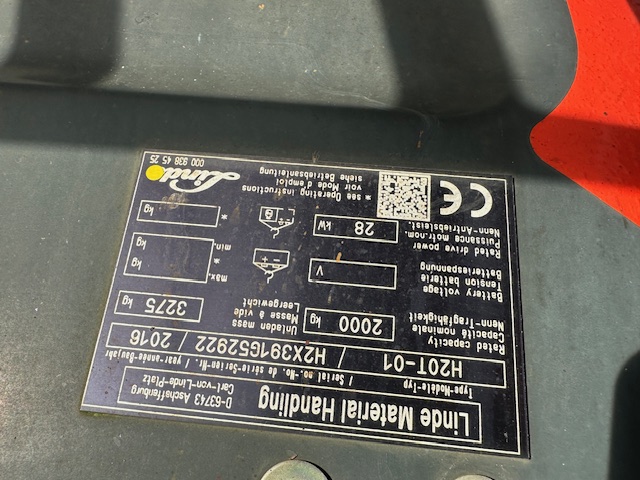 Linde Material Handling
D-63743 Aschaffenburg
Carl-von-Linde-Platz
Type-Modèle-Typ / Serial no.-No. de série-Serien-Nr. / year-année-Baujahr
H20T-01 / H2X391G52922 / 2016
Rated capacity
Capacité nominale
Nenn-Tragfähigkeit
2000 kg
Unladen mass
Masse à vide
Leergewicht
3275 kg
Battery voltage
Tension batterie
Batteriespannung
V
* max
kg
min.
Rated drive power
Puissance motr.nom.
Nenn-Antriebsleist.
28 kW
*
kg
CE
* see Operating instructions
voir Mode d'emploi
siehe Betriebsanleitung
Linde
000 938 45 25